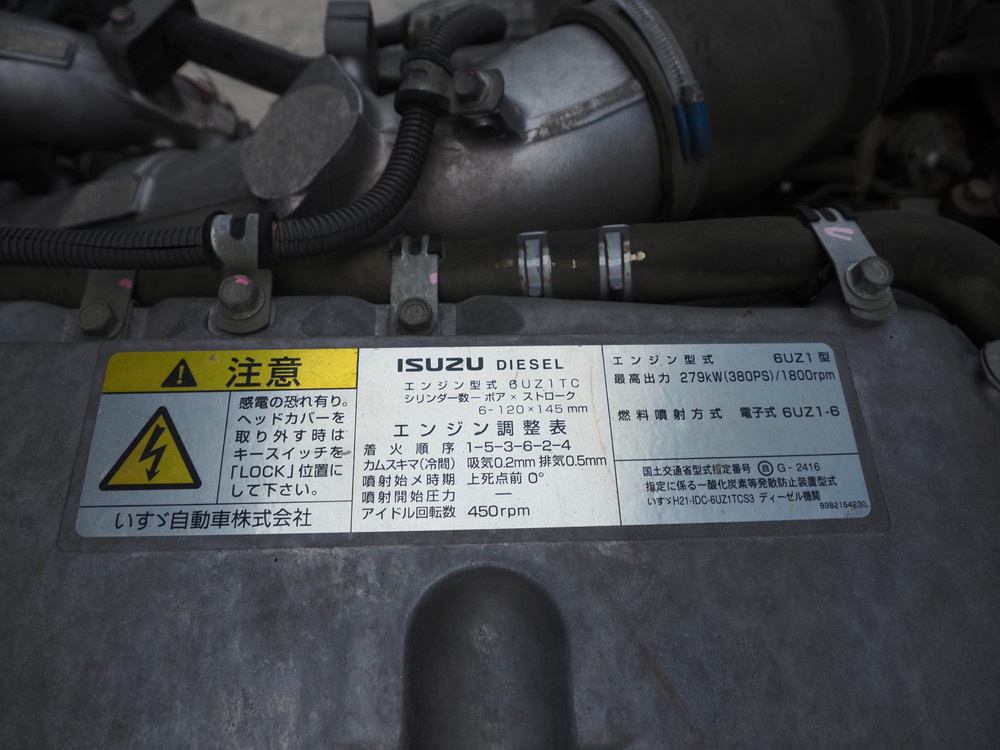 注意
感電の恐れ有り。
ヘッドカバーを
取り外す時は
キースイッチを
「LOCK」位置に
して下さい。
いすゞ自動車株式会社
ISUZU DIESEL
エンジン型式 6UZ1TC
シリンダー数－ボア×ストローク
6-120×145mm
エンジン調整表
着火順序 1-5-3-6-2-4
カムスキマ(冷間) 吸気0.2mm 排気0.5mm
噴射始メ時期 上死点前 0°
噴射開始圧力 ―
アイドル回転数 450rpm
エンジン型式 6UZ1型
最高出力 279kW(380PS)/1800rpm
燃料噴射方式 電子式 6UZ1-6
国土交通省型式指定番号 自 G-2416
指定に係る一酸化炭素等発散防止装置型式
いすゞH21-IDC-6UZ1TCS3 ディーゼル機関
8982154230